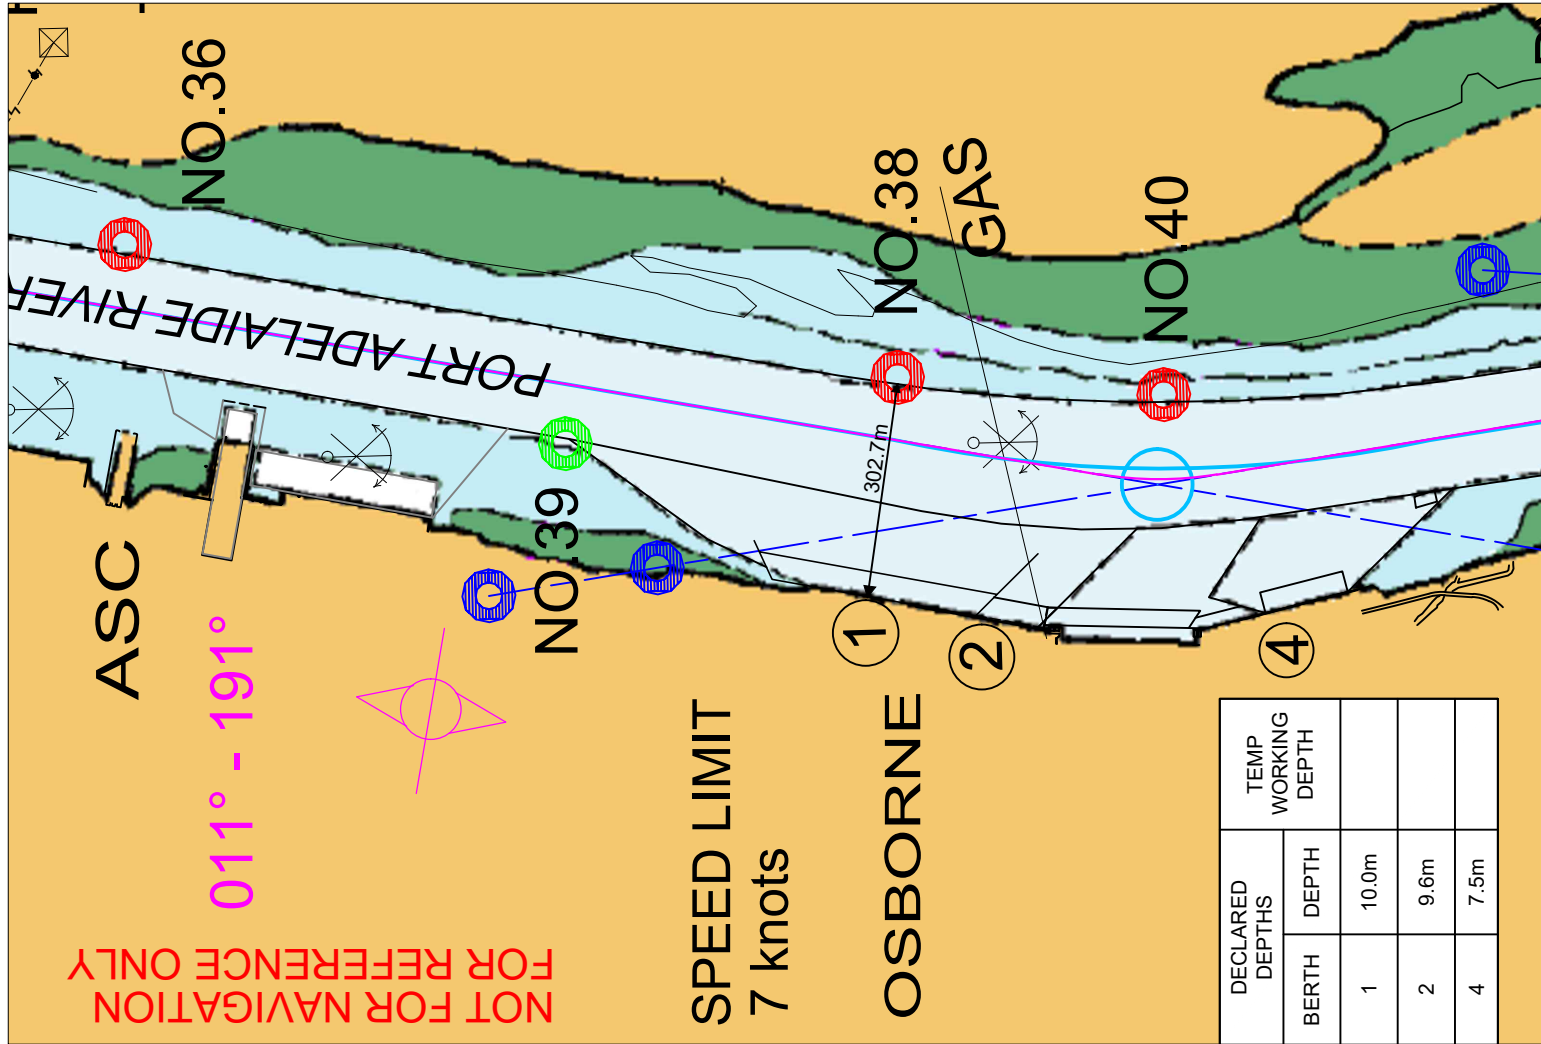 NO.36
PORT ADELAIDE RIVER
NO.38
GAS
NO.40
302.7m
NO.39
ASC
011° - 191°
1
2
4
SPEED LIMIT
7 knots
OSBORNE
NOT FOR NAVIGATION
FOR REFERENCE ONLY
DECLARED
DEPTHS
TEMP
WORKING
DEPTH
BERTH DEPTH
1 10.0m
2 9.6m
4 7.5m